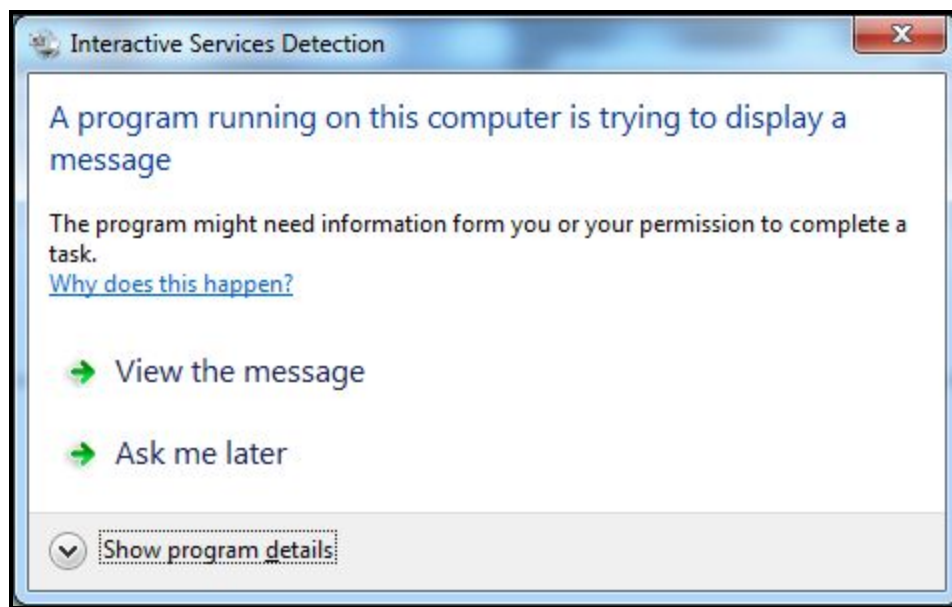 Interactive Services Detection
A program running on this computer is trying to display a
message
The program might need information form you or your permission to complete a
task.
Why does this happen?
View the message
Ask me later
Show program details